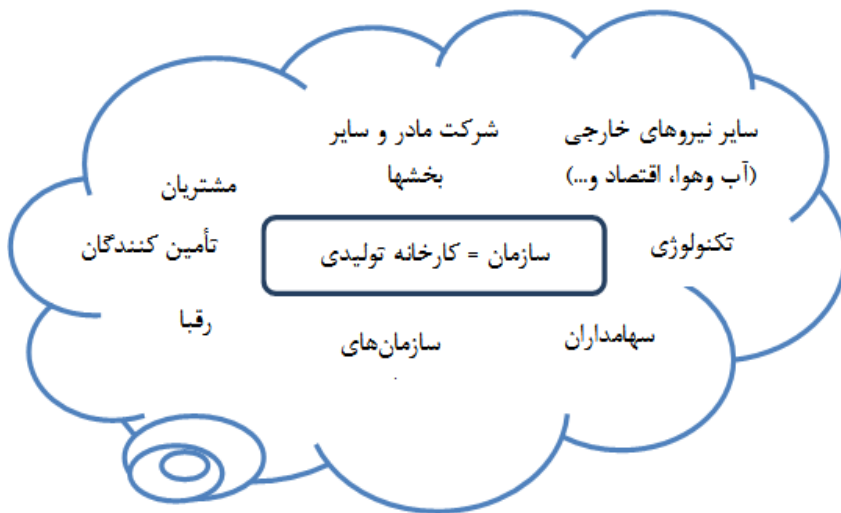 سایر نیروهای خارجی
(آب وهوا، اقتصاد و...)
شرکت مادر و سایر
بخشها
مشتریان
تکنولوژی
سازمان = کارخانه تولیدی
تأمین کنندگان
سهامداران
سازمان‌های
رقبا